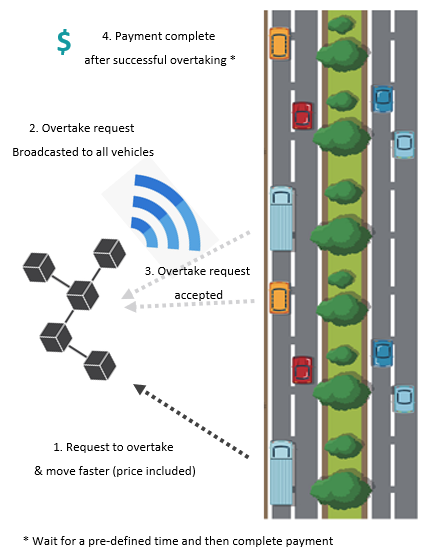 $
4. Payment complete
after successful overtaking *
2. Overtake request
Broadcasted to all vehicles
3. Overtake request
accepted
1. Request to overtake
& move faster (price included)
* Wait for a pre-defined time and then complete payment